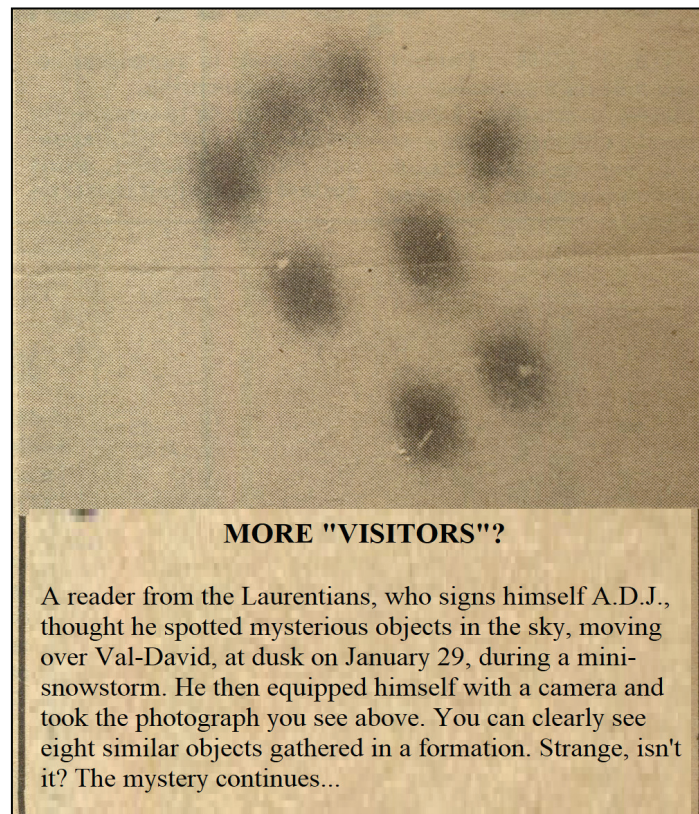 MORE "VISITORS"?
A reader from the Laurentians, who signs himself A.D.J.,
thought he spotted mysterious objects in the sky, moving
over Val-David, at dusk on January 29, during a mini-
snowstorm. He then equipped himself with a camera and
took the photograph you see above. You can clearly see
eight similar objects gathered in a formation. Strange, isn't
it? The mystery continues...